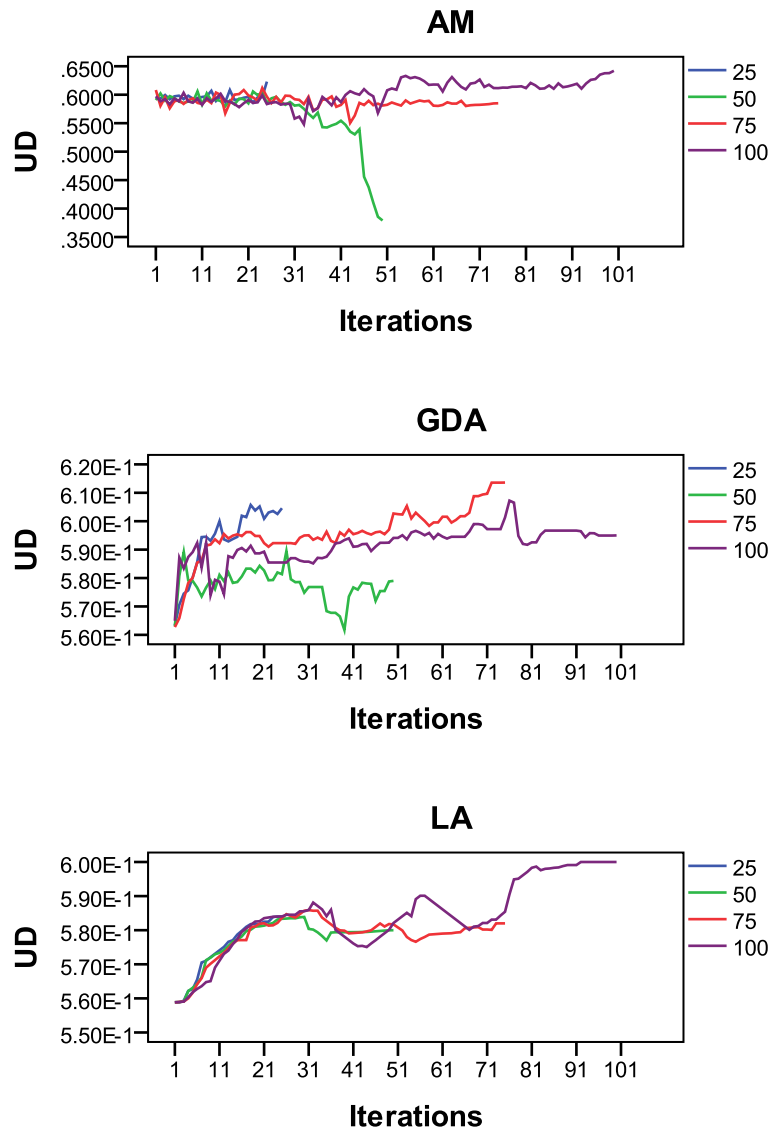 AM
.6500
.6000
.5500
.5000
.4500
.4000
.3500
UD
1 11 21 31 41 51 61 71 81 91 101
Iterations
25
50
75
100
GDA
6.20E-1
6.10E-1
6.00E-1
5.90E-1
5.80E-1
5.70E-1
5.60E-1
UD
1 11 21 31 41 51 61 71 81 91 101
Iterations
25
50
75
100
LA
6.00E-1
5.90E-1
5.80E-1
5.70E-1
5.60E-1
5.50E-1
UD
1 11 21 31 41 51 61 71 81 91 101
Iterations
25
50
75
100